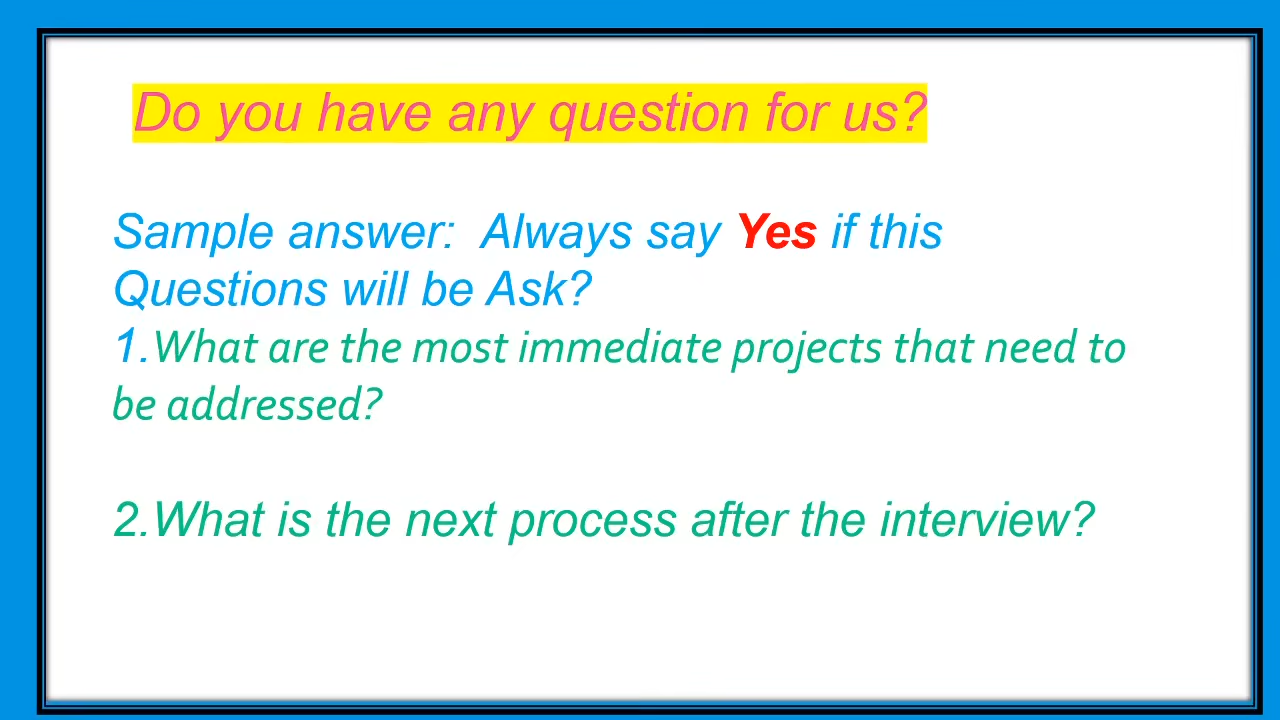 Do you have any question for us?
Sample answer:  Always say Yes if this
Questions will be Ask?
1.What are the most immediate projects that need to
be addressed?
2.What is the next process after the interview?